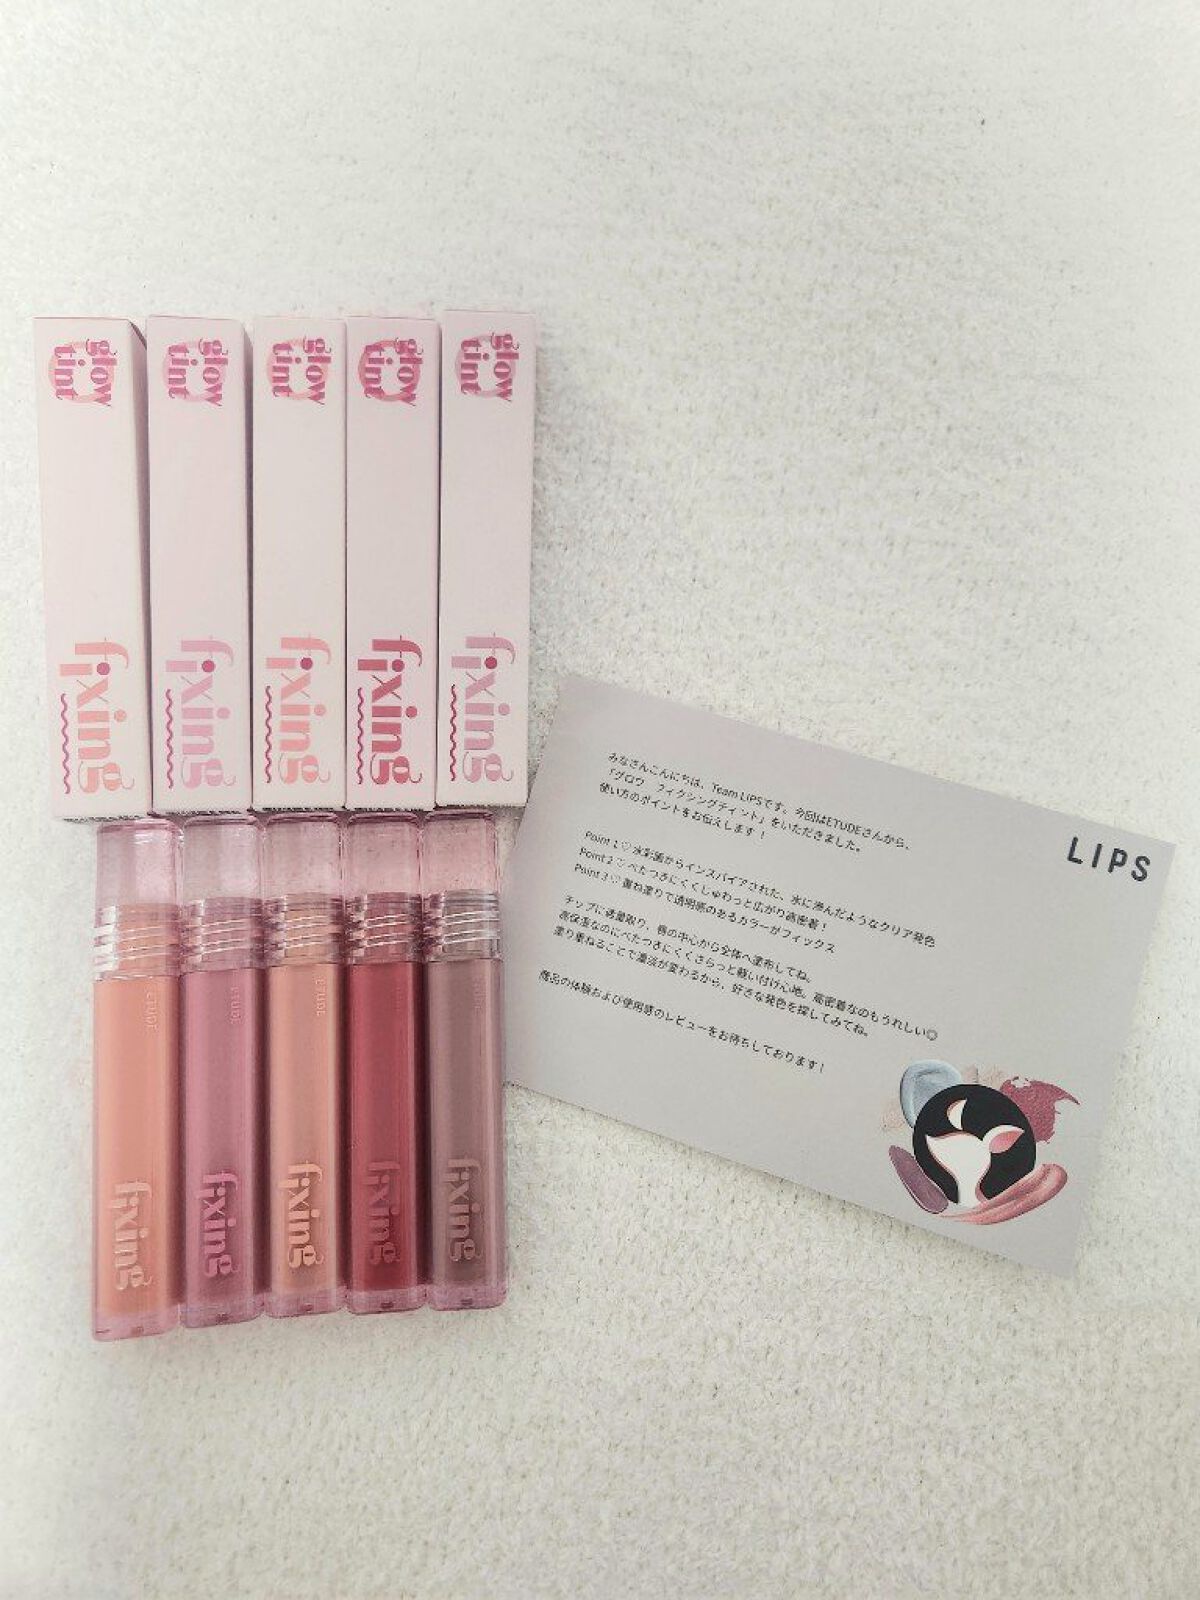 glow
tint
glow
tint
glow
tint
glow
tint
glow
tint
fixing
fixing
fixing
fixing
fixing
ETUDE
ETUDE
ETUDE
fixing
fixing
fixing
fixing
fixing
LIPS
みなさんこんにちは、Team LIPSです。今回はETUDEさんから、
「グロウ フィクシングティント」をいただきました。
使い方のポイントをお伝えします！
Point 1 ♡ 水彩画からインスパイアされた、水に滲んだようなクリア発色
Point 2 ♡ べたつきにくくじゅわっと広がり高密着！
Point 3 ♡ 重ね塗りで透明感のあるカラーがフィックス
チップに適量取り、唇の中心から全体へ塗布してね。
高保湿なのにべたつきにくくさらっと軽い付け心地。高密着なのもうれしい◎
塗り重ねることで濃淡が変わるから、好きな発色を探してみてね。
商品の体験および使用感のレビューをお待ちしております！